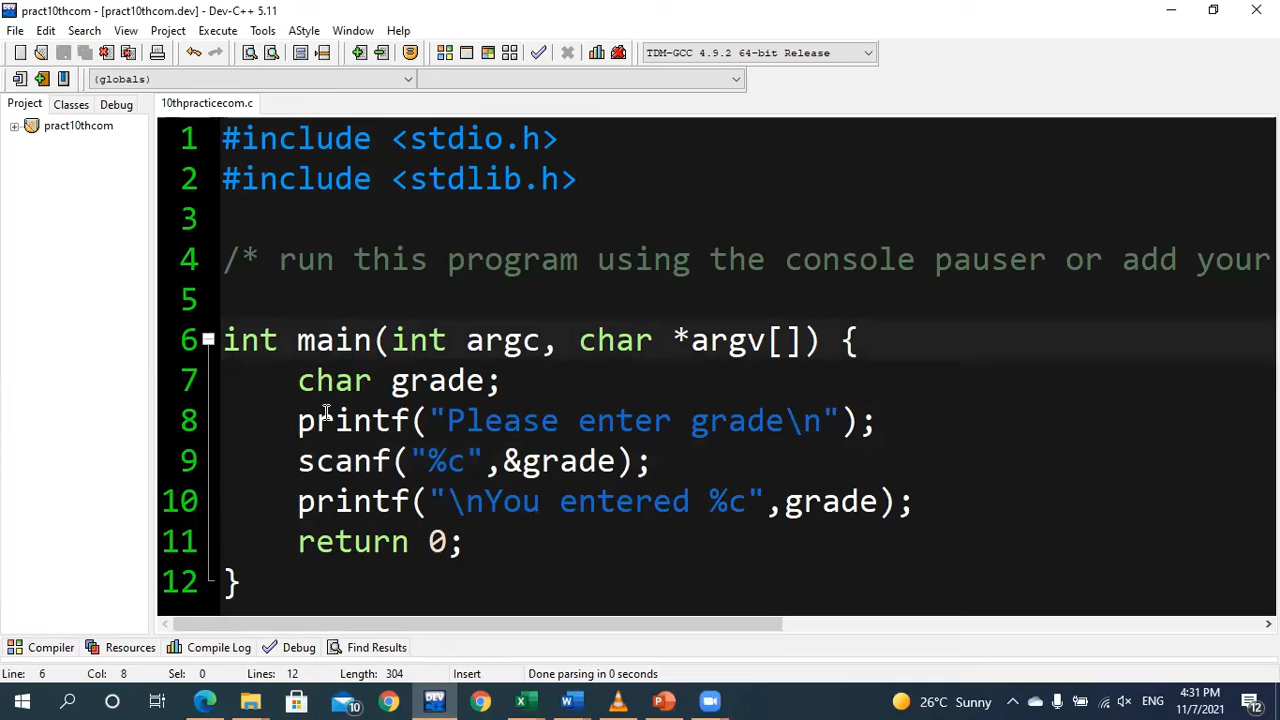 pract10thcom - [pract10thcom.dev] - Dev-C++ 5.11
File Edit Search View Project Execute Tools AStyle Window Help
TDM-GCC 4.9.2 64-bit Release
(globals)
Project Classes Debug 10thpracticecom.c
pract10thcom
1 #include <stdio.h>
2 #include <stdlib.h>
3
4 /* run this program using the console pauser or add your
5
6 int main(int argc, char *argv[]) {
7 char grade;
8 printf("Please enter grade\n");
9 scanf("%c",&grade);
10 printf("\nYou entered %c",grade);
11 return 0;
12 }
Compiler Resources Compile Log Debug Find Results
Line: 6 Col: 8 Sel: 0 Lines: 12 Length: 304 Insert Done parsing in 0 seconds
DEV 10 26°C Sunny ENG 4:31 PM
11/7/2021 12